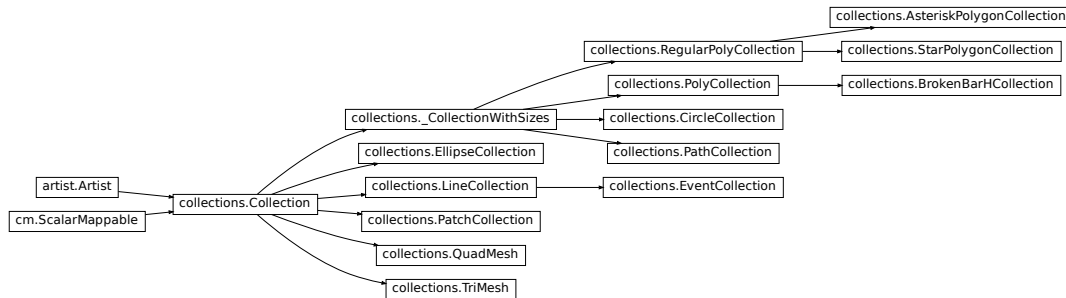 collections.AsteriskPolygonCollection
collections.RegularPolyCollection
collections.StarPolygonCollection
collections.PolyCollection
collections.BrokenBarHCollection
collections._CollectionWithSizes
collections.CircleCollection
collections.EllipseCollection
collections.PathCollection
artist.Artist
collections.LineCollection
collections.EventCollection
collections.Collection
cm.ScalarMappable
collections.PatchCollection
collections.QuadMesh
collections.TriMesh